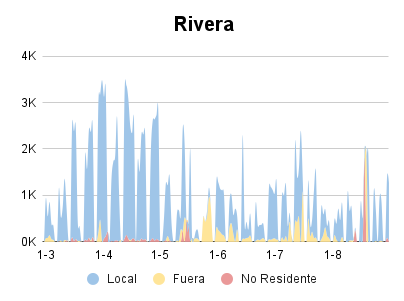 Rivera
4K
3K
2K
1K
0K
1-3 1-4 1-5 1-6 1-7 1-8
Local Fuera No Residente